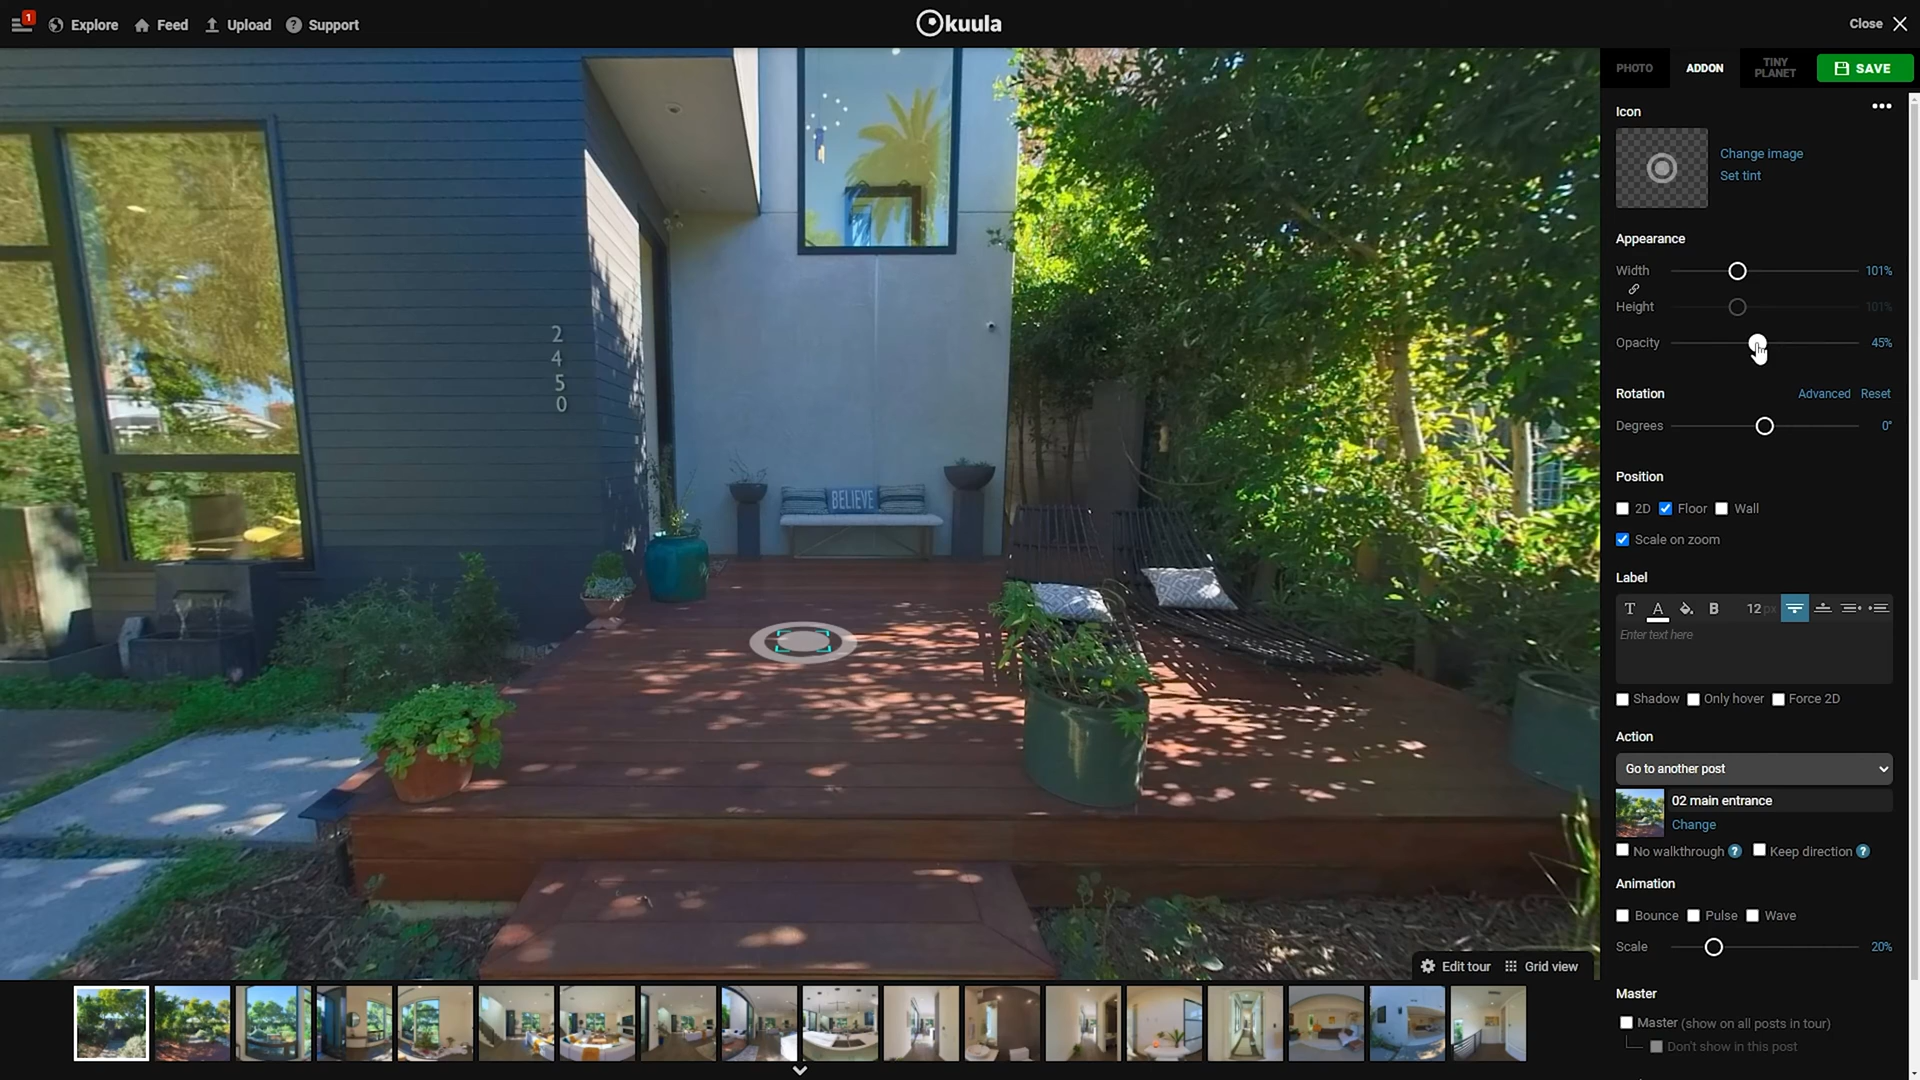 1
Explore
Feed
Upload
? Support
kuula
Close
PHOTO
ADDON
TINY
PLANET
SAVE
Icon
Change image
Set tint
Appearance
Width
101%
Height
101%
Opacity
45%
Rotation
Advanced
Reset
Degrees
0°
Position
2D
Floor
Wall
Scale on zoom
Label
T A B 12 px
Enter text here
Shadow
Only hover
Force 2D
Action
Go to another post
02 main entrance
Change
No walkthrough ?
Keep direction ?
Animation
Bounce
Pulse
Wave
Scale
20%
Master
Master (show on all posts in tour)
Don't show in this post
2
4
5
0
BELIEVE
Edit tour
Grid view